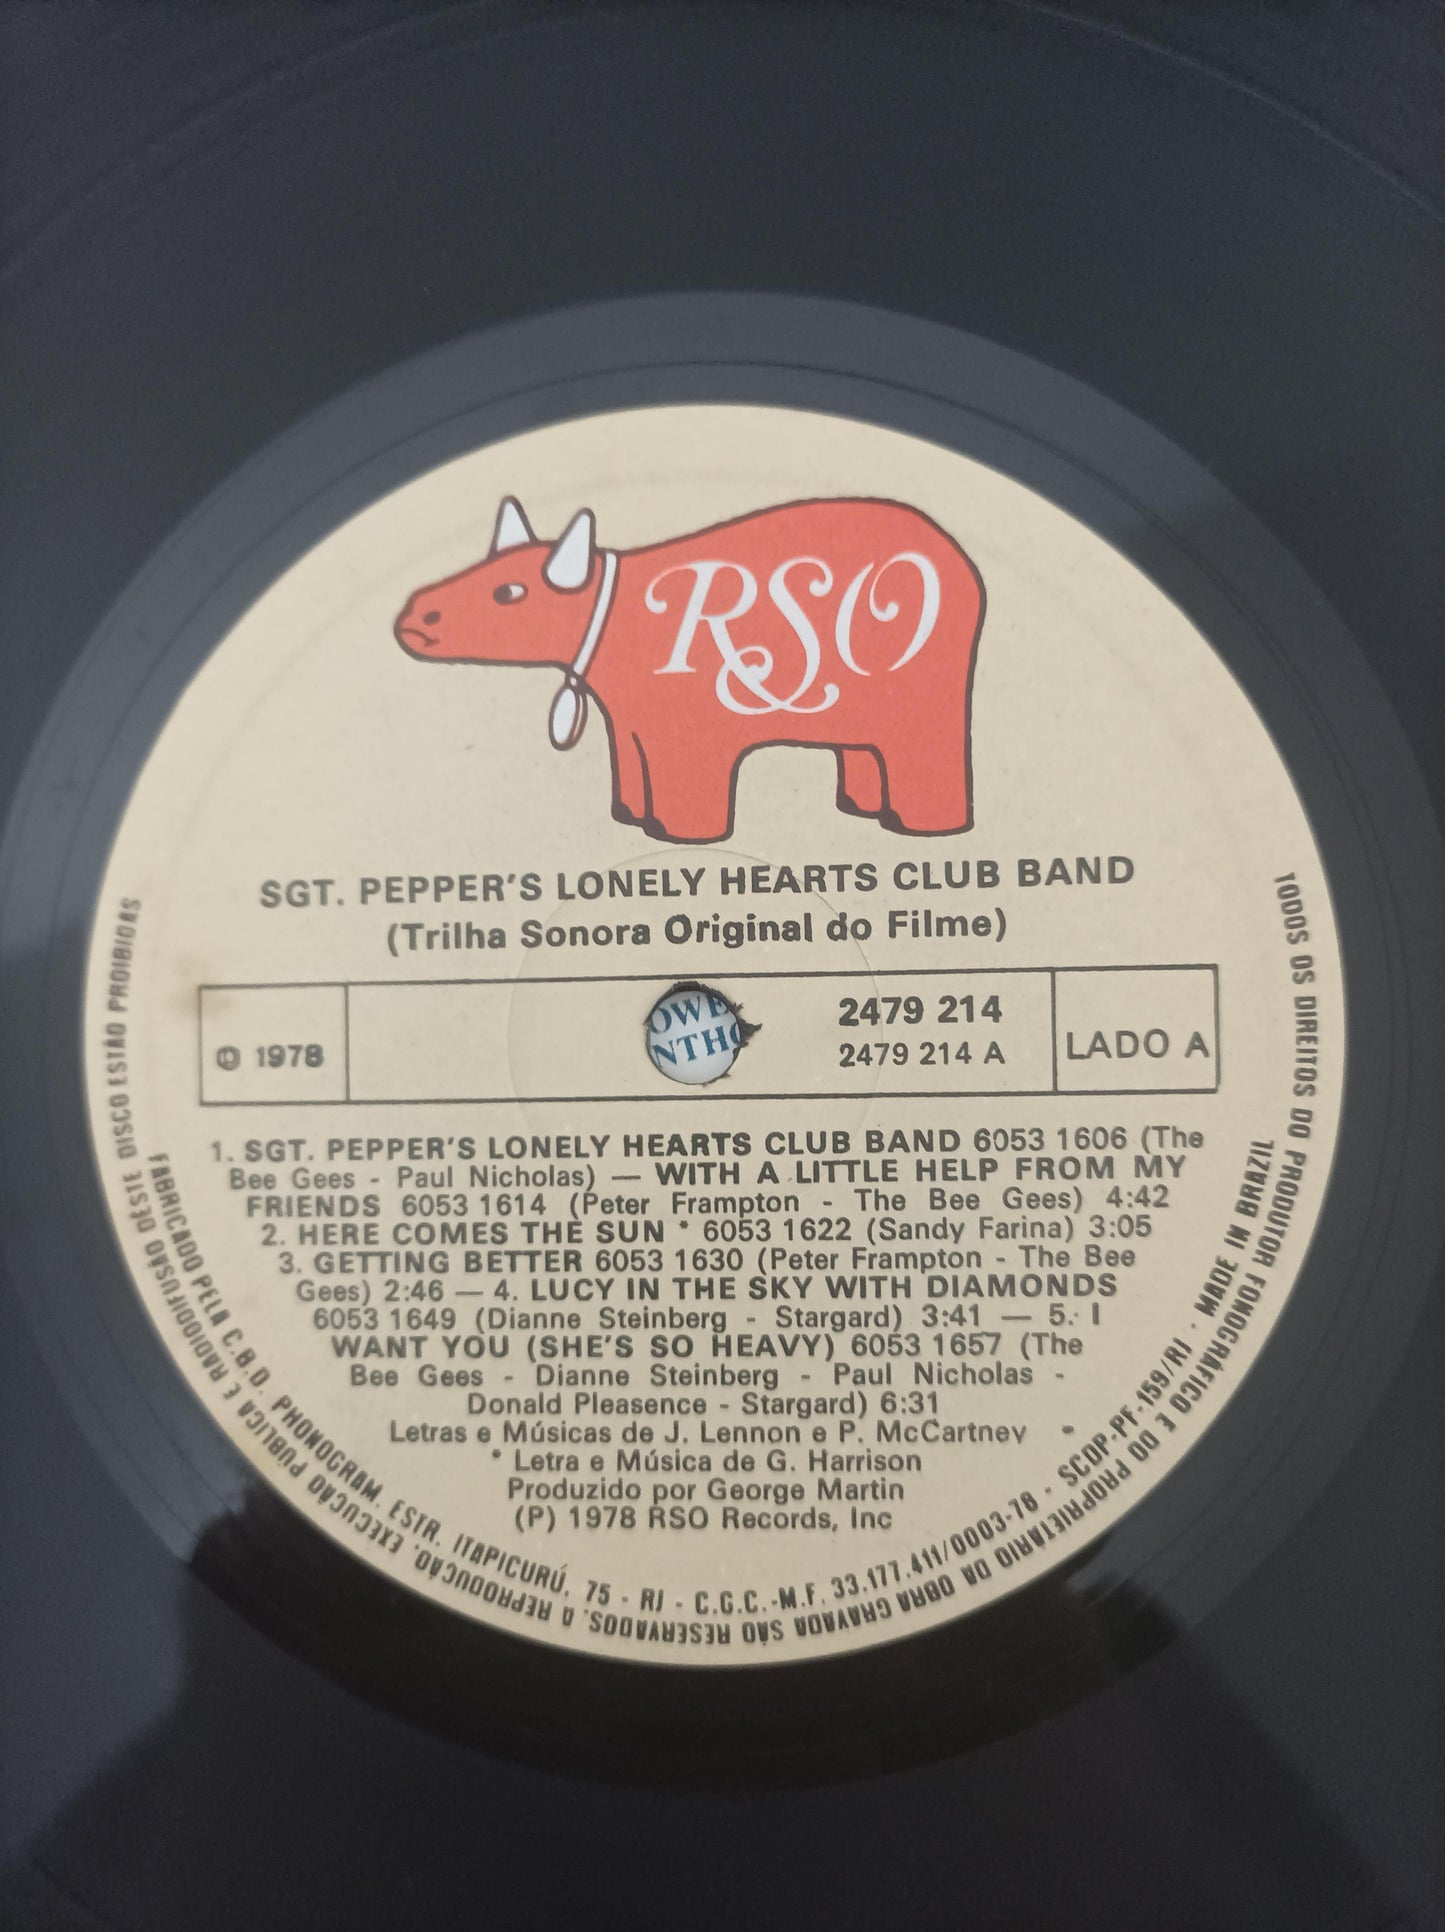 RSO
SGT. PEPPER'S LONELY HEARTS CLUB BAND
(Trilha Sonora Original do Filme)
© 1978
OWE
NTHO
2479 214
2479 214 A
LADO A
1. SGT. PEPPER'S LONELY HEARTS CLUB BAND 6053 1606 (The
Bee Gees - Paul Nicholas) — WITH A LITTLE HELP FROM MY
FRIENDS 6053 1614 (Peter Frampton - The Bee Gees) 4:42
2. HERE COMES THE SUN * 6053 1622 (Sandy Farina) 3:05
3. GETTING BETTER 6053 1630 (Peter Frampton - The Bee
Gees) 2:46 — 4. LUCY IN THE SKY WITH DIAMONDS
6053 1649 (Dianne Steinberg - Stargard) 3:41 — 5. I
WANT YOU (SHE'S SO HEAVY) 6053 1657 (The
Bee Gees - Dianne Steinberg - Paul Nicholas -
Donald Pleasence - Stargard) 6:31
Letras e Músicas de J. Lennon e P. McCartney
* Letra e Música de G. Harrison
Produzido por George Martin
(P) 1978 RSO Records, Inc
FABRICADO PELA C.B.D. PHONOGRAM, ESTR. ITAPICURÚ, 75 - RJ - C.G.C.-M.F. 33.177.411/0003-78 · SCDP-PF-159/RJ · MADE IN BRAZIL
TODOS OS DIREITOS DO PRODUTOR FONOGRÁFICO E DO PROPRIETÁRIO DA OBRA GRAVADA SÃO RESERVADOS. A REPRODUÇÃO, EXECUÇÃO PÚBLICA E RADIODIFUSÃO DESTE DISCO ESTÃO PROIBIDAS